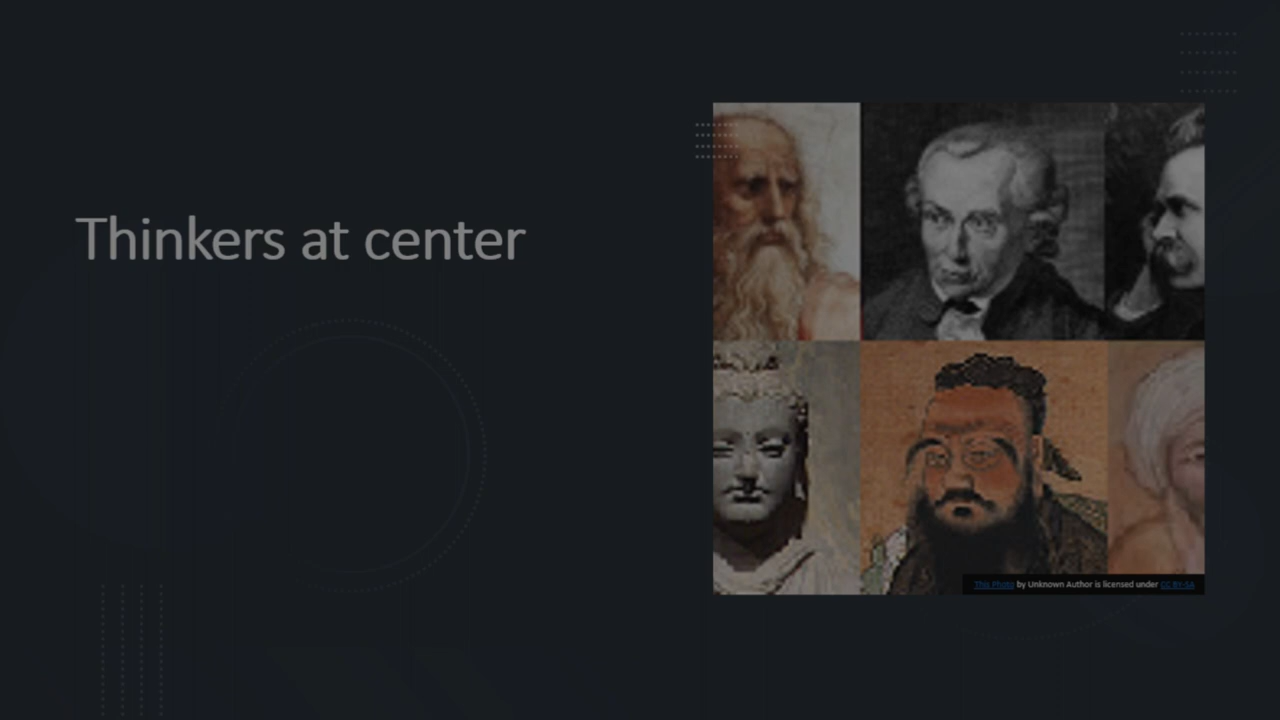 Thinkers at center
This Photo by Unknown Author is licensed under CC BY-SA